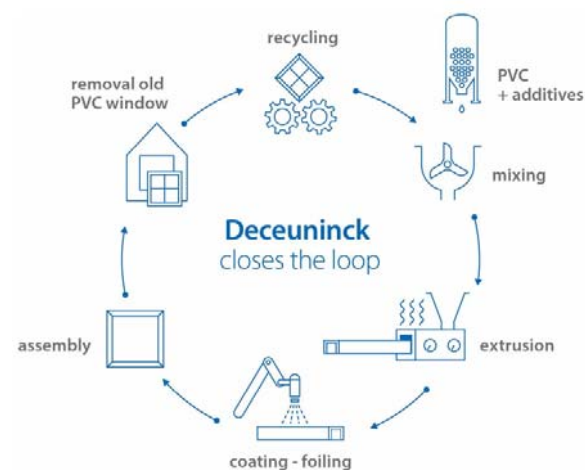 recycling
removal old
PVC window
PVC
+ additives
mixing
Deceuninck
closes the loop
assembly
extrusion
coating - foiling